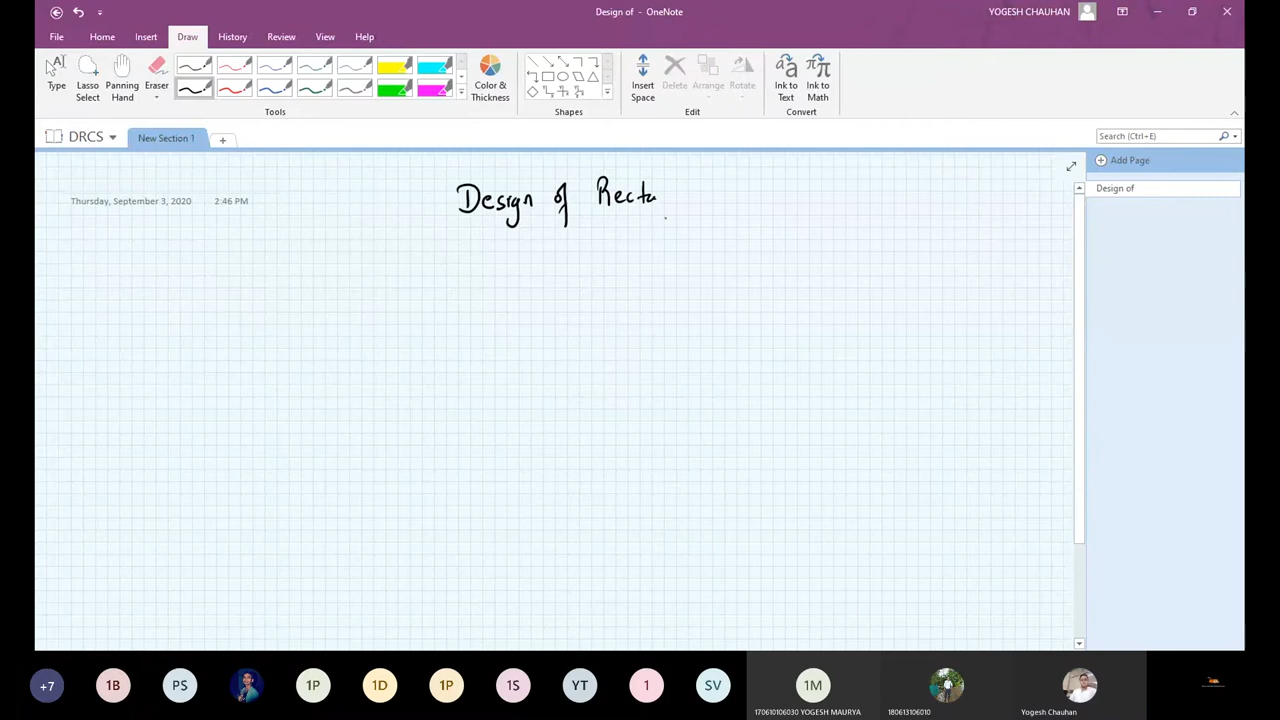 Design of - OneNote
YOGESH CHAUHAN
File Home Insert Draw History Review View Help
Type
Lasso Select
Panning Hand
Eraser
Color & Thickness
Insert Space
Delete
Arrange
Rotate
Ink to Text
Ink to Math
Tools
Shapes
Edit
Convert
DRCS
New Section 1
Search (Ctrl+E)
Add Page
Design of
Thursday, September 3, 2020 2:46 PM
Design of Recta
+7 1B PS 1P 1D 1P 1S YT 1 SV 1M
170610106030 YOGESH MAURYA
180613106010
Yogesh Chauhan